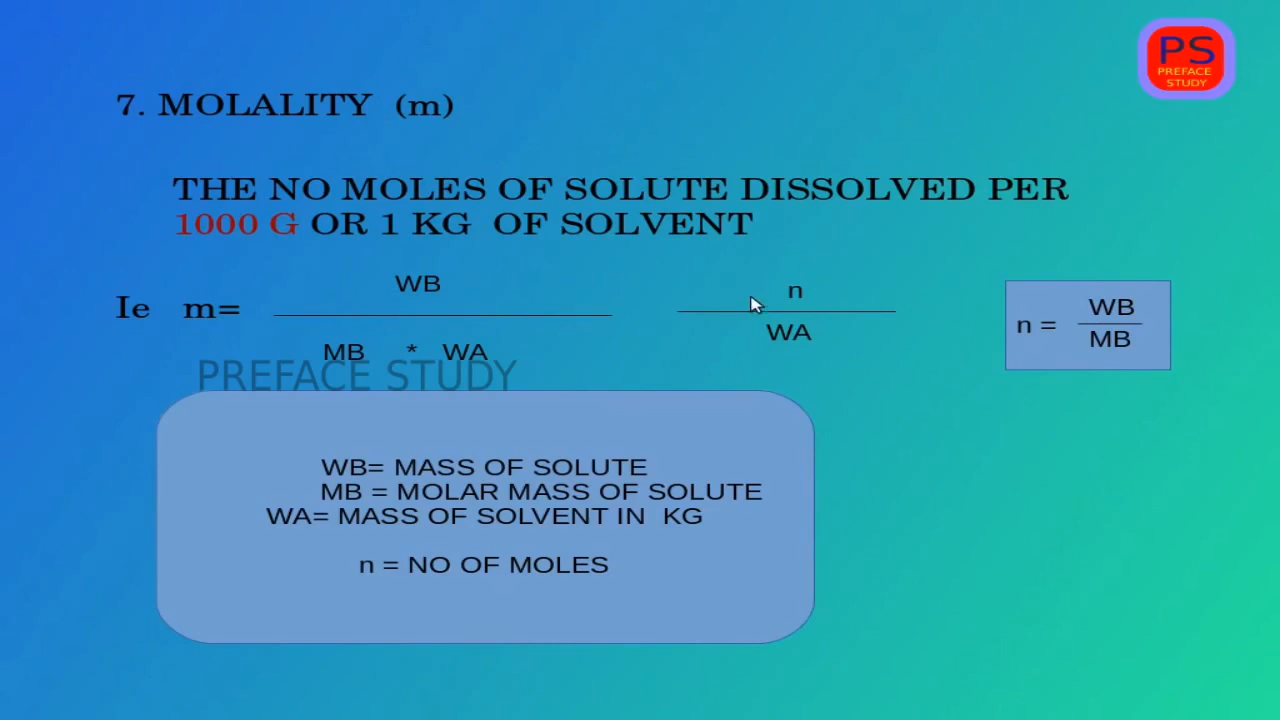 PS
PREFACE
STUDY
7. MOLALITY (m)
THE NO MOLES OF SOLUTE DISSOLVED PER
1000 G OR 1 KG OF SOLVENT
Ie m=
WB
MB * WA
n
WA
n =
WB
MB
PREFACE STUDY
WB= MASS OF SOLUTE
MB = MOLAR MASS OF SOLUTE
WA= MASS OF SOLVENT IN KG
n = NO OF MOLES